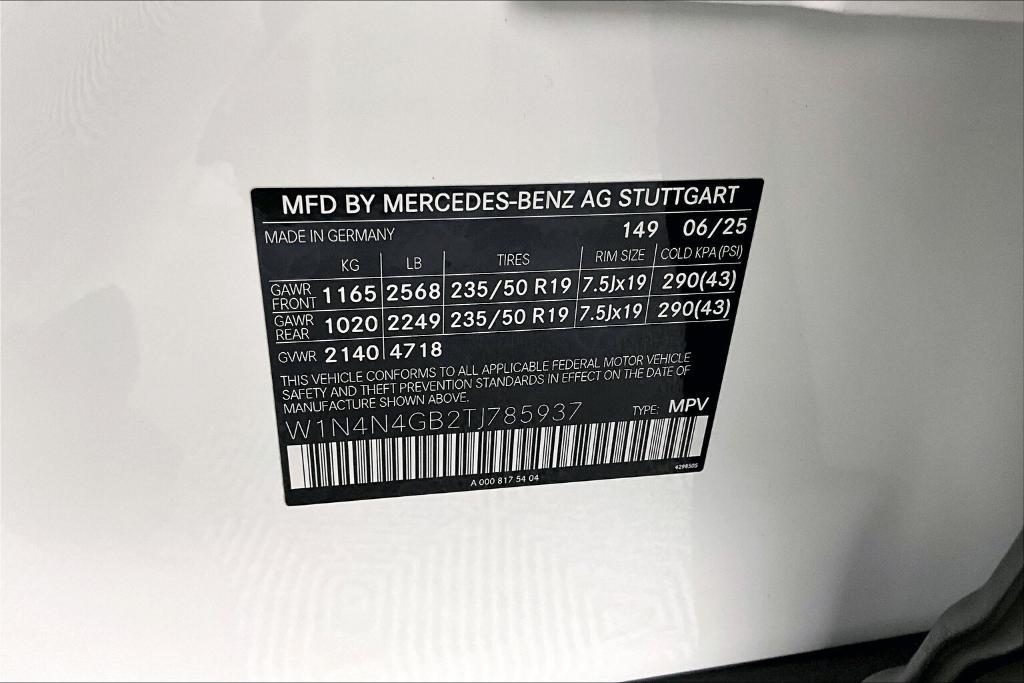 MFD BY MERCEDES-BENZ AG STUTTGART
MADE IN GERMANY 149 06/25
KG LB TIRES RIM SIZE COLD KPA(PSI)
GAWR FRONT 1165 2568 235/50 R19 7.5Jx19 290(43)
GAWR REAR 1020 2249 235/50 R19 7.5Jx19 290(43)
GVWR 2140 4718
THIS VEHICLE CONFORMS TO ALL APPLICABLE FEDERAL MOTOR VEHICLE
SAFETY AND THEFT PREVENTION STANDARDS IN EFFECT ON THE DATE OF
MANUFACTURE SHOWN ABOVE.
W1N4N4GB2TJ785937 TYPE: MPV
A 000 817 54 04 4298505